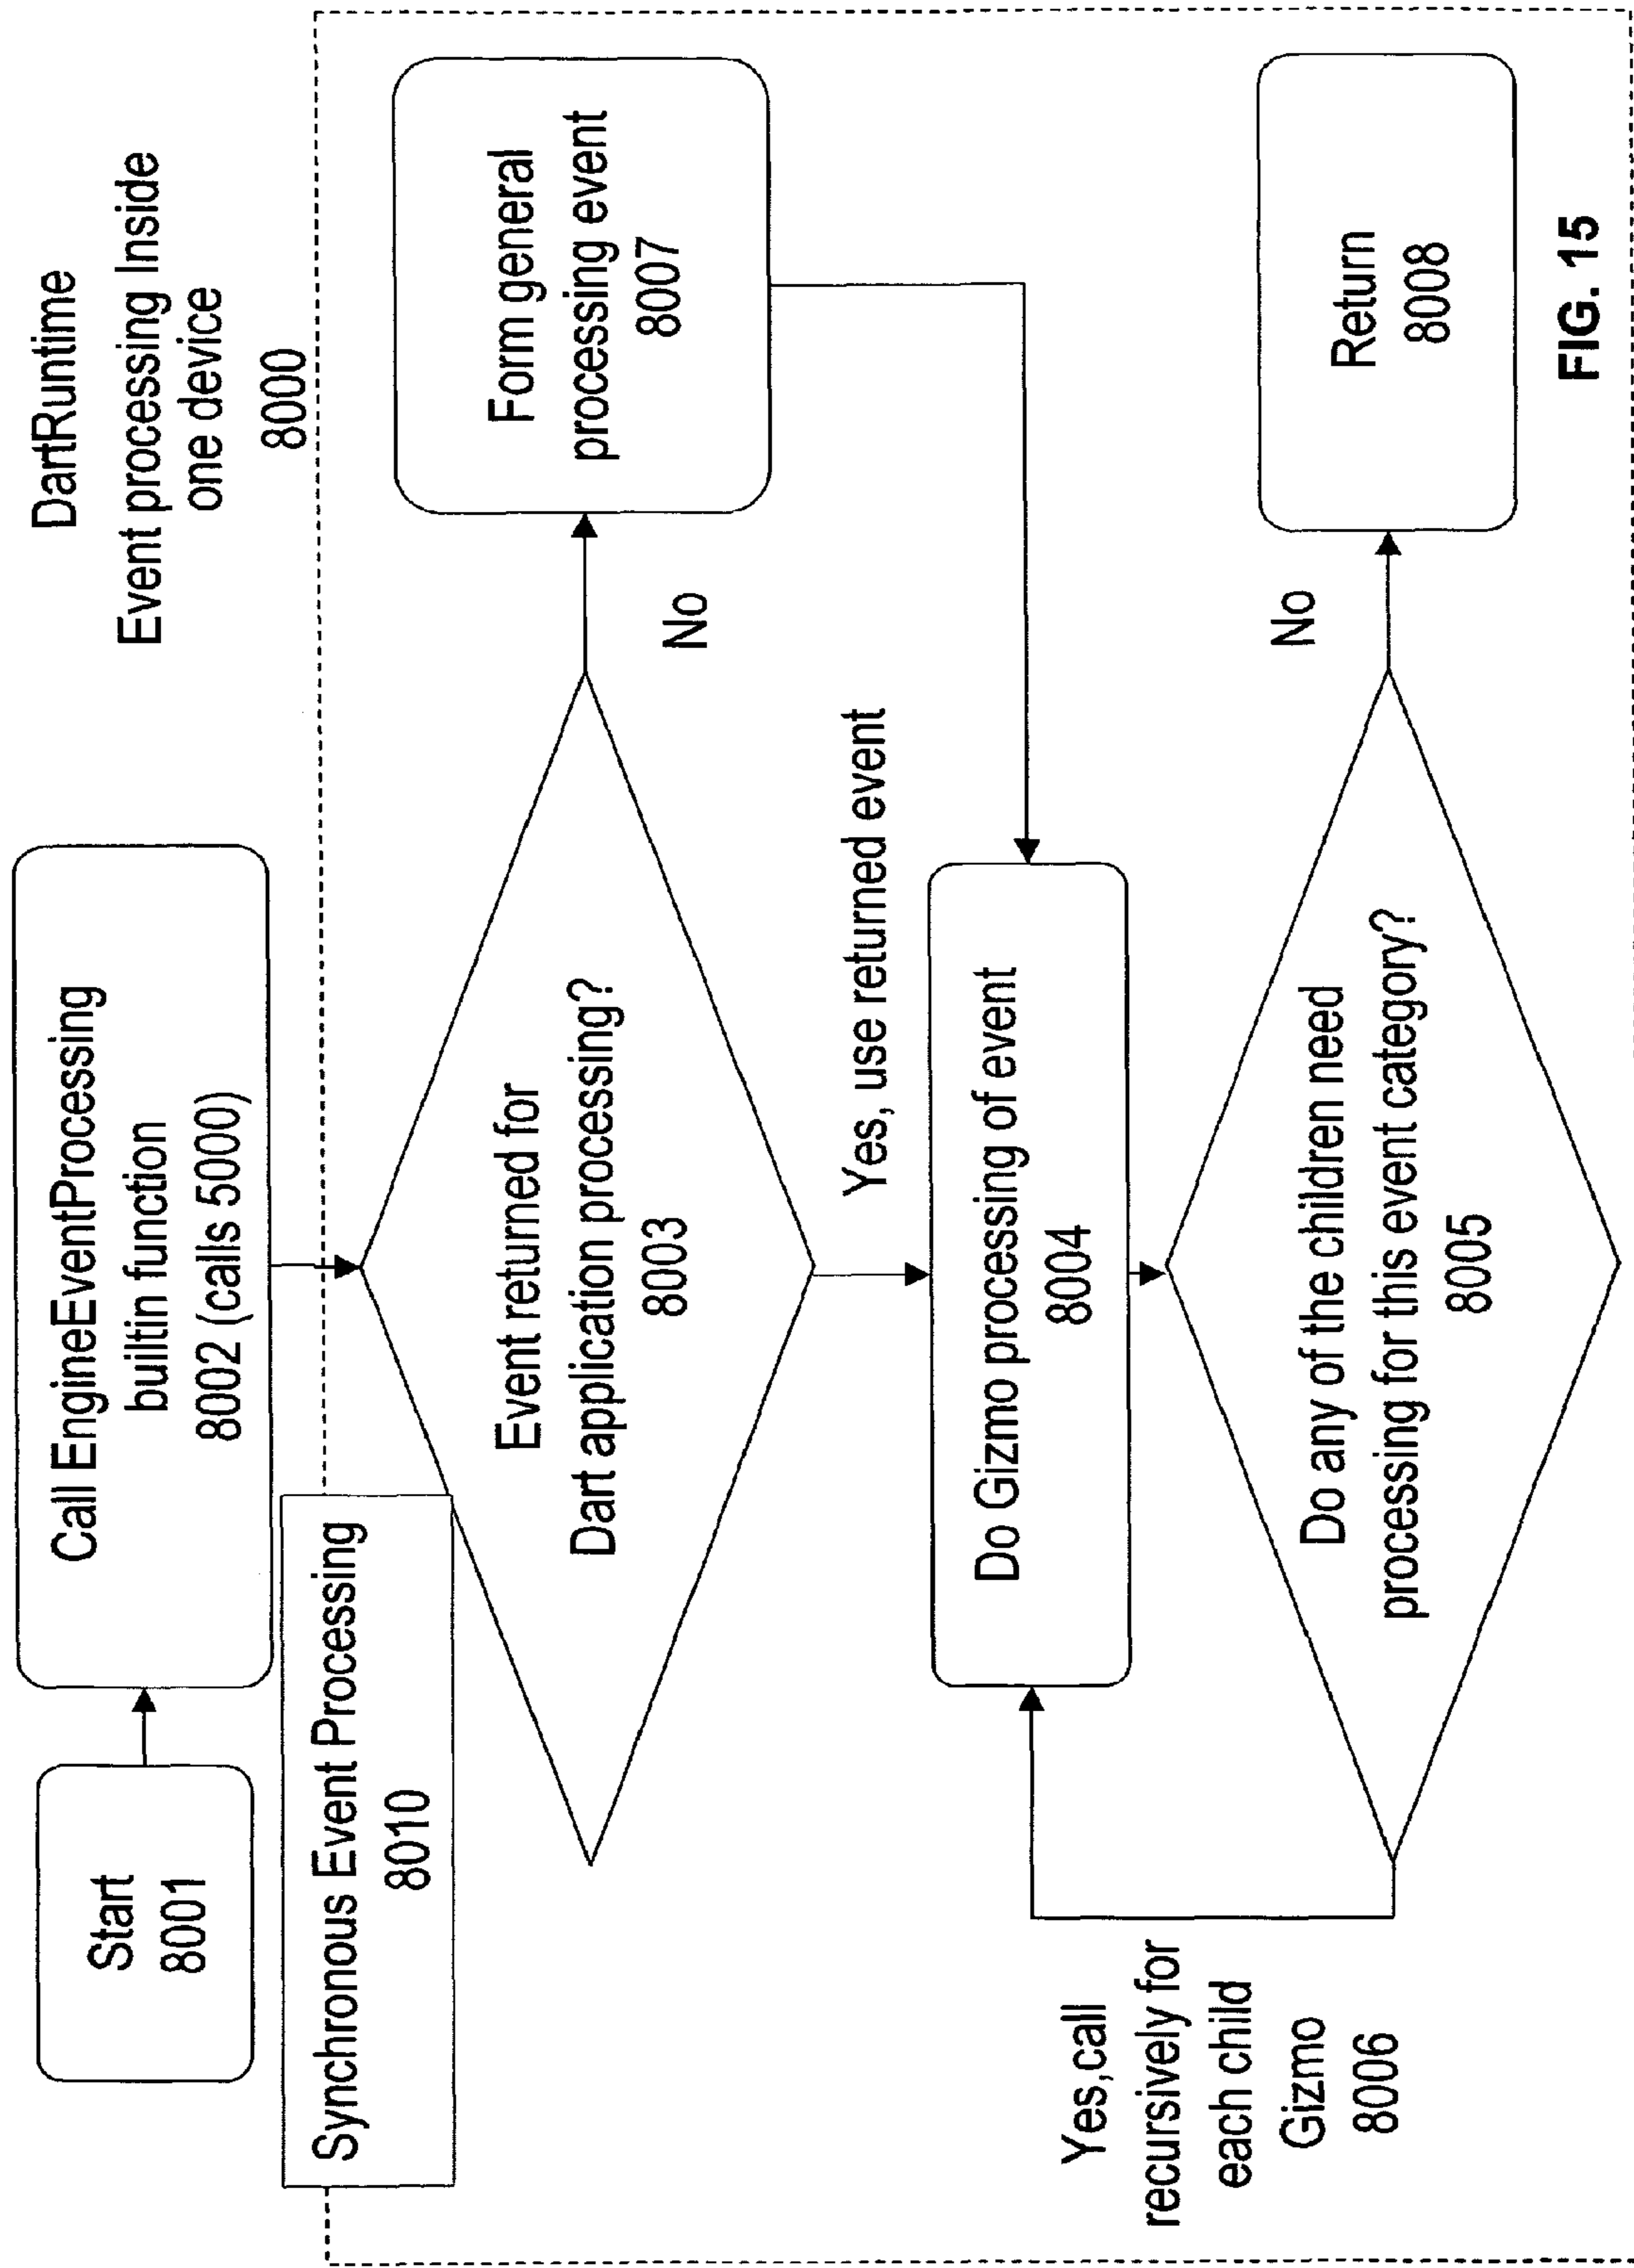 DartRuntime
Event processing Inside
one device
8000
Start
8001
Call EngineEventProcessing
builtin function
8002 (calls 5000)
Synchronous Event Processing
8010
Event returned for
Dart application processing?
8003
No
Form general
processing event
8007
Yes, use returned event
Do Gizmo processing of event
8004
Yes,call
recursively for
each child
Gizmo
8006
Do any of the children need
processing for this event category?
8005
No
Return
8008
FIG. 15